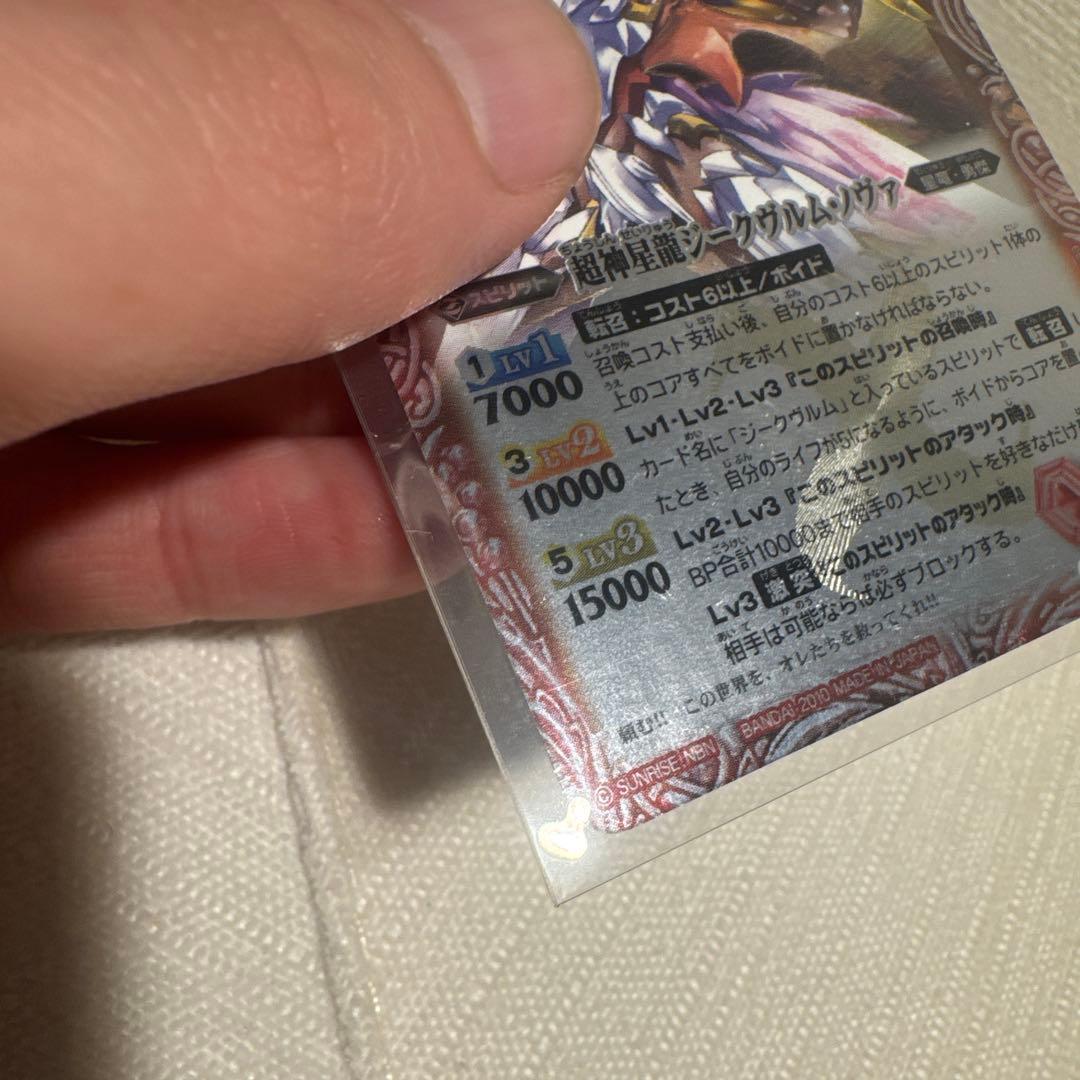 星竜・勇傑
超神星龍ジークヴルム・ノヴァ
スピリット
転召：コスト6以上/ボイド
召喚コスト支払い後、自分のコスト6以上のスピリット1体の
上のコアすべてをボイドに置かなければならない。
1 LV1
7000
Lv1・Lv2・Lv3『このスピリットの召喚時』
カード名に「ジークヴルム」と入っているスピリットで転召し
たとき、自分のライフが5になるように、ボイドからコアを置
3 LV2
10000
Lv2・Lv3『このスピリットのアタック時』
BP合計10000まで相手のスピリットを好きなだけ
5 LV3
15000
Lv3 激突『このスピリットのアタック時』
相手は可能ならば必ずブロックする。
頼む!! この世界を、オレたちを救ってくれ!!
© SUNRISE・NBN BANDAI 2010 MADE IN JAPAN